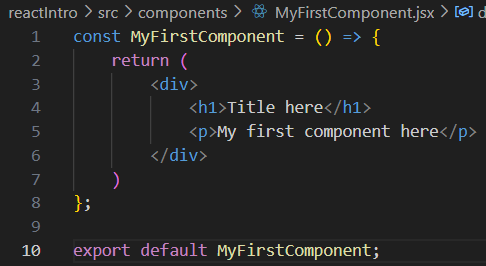 reactIntro > src > components > MyFirstComponent.jsx >
1 const MyFirstComponent = () => {
2     return (
3         <div>
4             <h1>Title here</h1>
5             <p>My first component here</p>
6         </div>
7     )
8 };
9
10 export default MyFirstComponent;